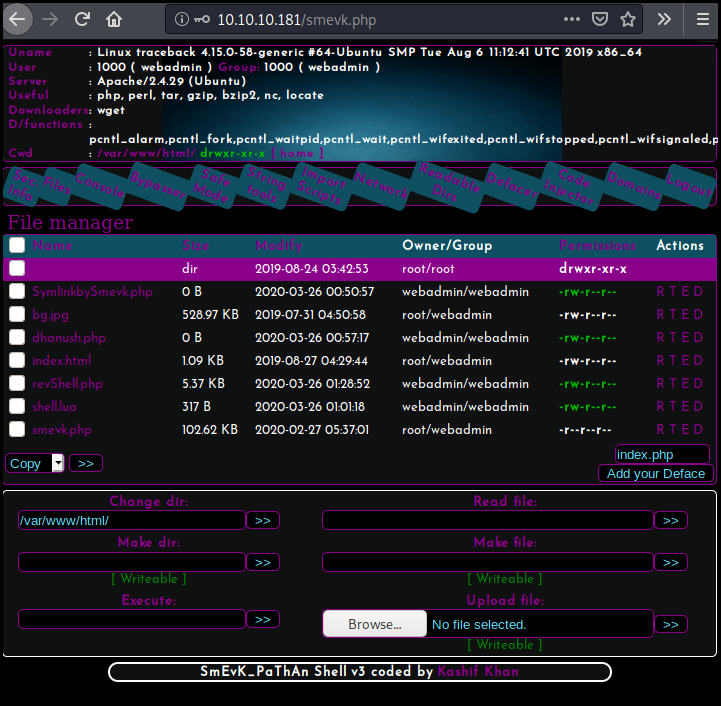 10.10.10.181/smevk.php
Uname : Linux traceback 4.15.0-58-generic #64-Ubuntu SMP Tue Aug 6 11:12:41 UTC 2019 x86_64
User : 1000 ( webadmin ) Group: 1000 ( webadmin )
Server : Apache/2.4.29 (Ubuntu)
Useful : php, perl, tar, gzip, bzip2, nc, locate
Downloaders: wget
D/functions :
pcntl_alarm,pcntl_fork,pcntl_waitpid,pcntl_wait,pcntl_wifexited,pcntl_wifstopped,pcntl_wifsignaled,p
Cwd : /var/www/html/ drwxr-xr-x [ home ]
Sec. Info Files Console Bypasser Safe Mode String tools Import Scripts Network Readable Dirs Defacer Code Injector Domains Logout
File manager
Name Size Modify Owner/Group Permissions Actions
dir 2019-08-24 03:42:53 root/root drwxr-xr-x
SymlinkbySmevk.php 0 B 2020-03-26 00:50:57 webadmin/webadmin -rw-r--r-- R T E D
bg.jpg 528.97 KB 2019-07-31 04:50:58 root/webadmin -rw-r--r-- R T E D
dhanush.php 0 B 2020-03-26 00:57:17 webadmin/webadmin -rw-r--r-- R T E D
index.html 1.09 KB 2019-08-27 04:29:44 root/webadmin -rw-r--r-- R T E D
revShell.php 5.37 KB 2020-03-26 01:28:52 webadmin/webadmin -rw-r--r-- R T E D
shell.lua 317 B 2020-03-26 01:01:18 webadmin/webadmin -rw-r--r-- R T E D
smevk.php 102.62 KB 2020-02-27 05:37:01 root/webadmin -r--r--r-- R T E D
index.php
Copy >>
Add your Deface
Change dir: Read file:
/var/www/html/ >> >>
Make dir: Make file:
>> >>
[ Writeable ] [ Writeable ]
Execute: Upload file:
>> Browse... No file selected. >>
[ Writeable ]
SmEvK_PaThAn Shell v3 coded by Kashif Khan